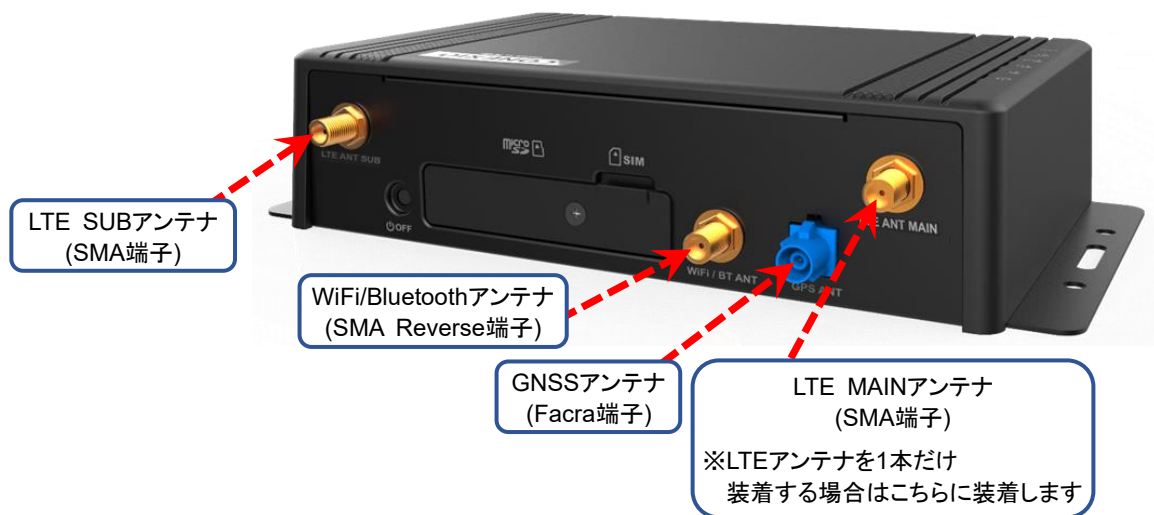 LTE ANT SUB
micro SD
SIM
OFF
WiFi / BT ANT
GPS ANT
ANT MAIN
LTE SUBアンテナ
(SMA端子)
WiFi/Bluetoothアンテナ
(SMA Reverse端子)
GNSSアンテナ
(Facra端子)
LTE MAINアンテナ
(SMA端子)
※LTEアンテナを1本だけ
装着する場合はこちらに装着します